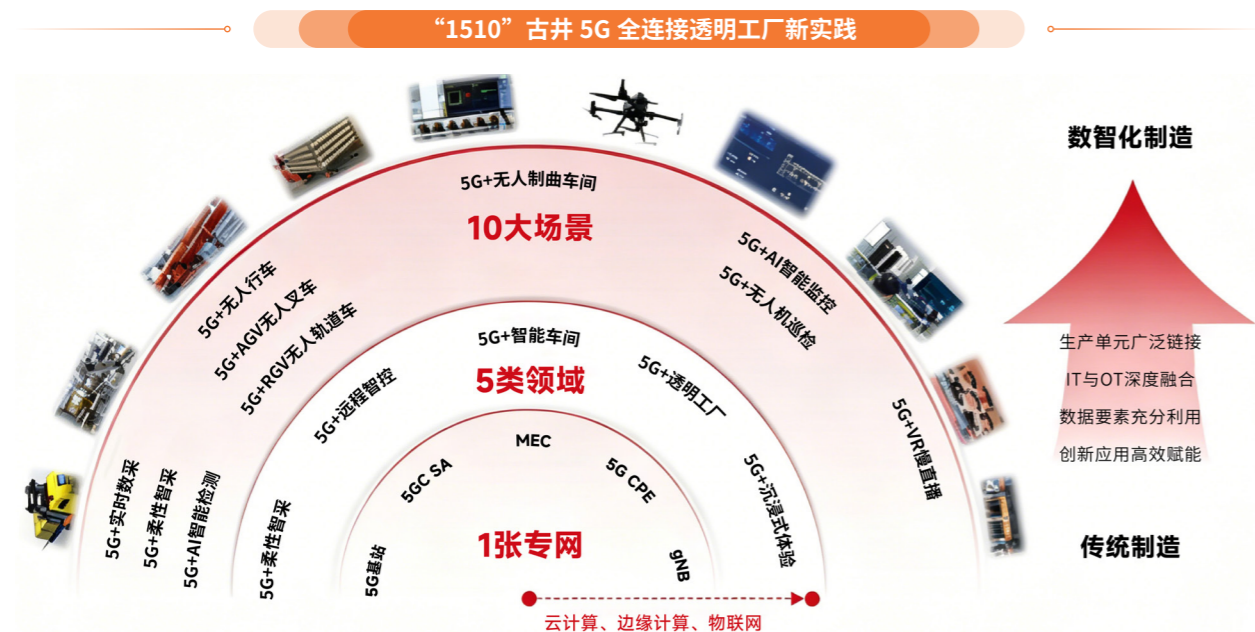 “1510”古井 5G 全连接透明工厂新实践
5G+无人制曲车间
10大场景
5G+无人行车
5G+AGV无人叉车
5G+RGV无人轨道车
5G+实时数采
5G+柔性智采
5G+AI智能检测
5G+AI智能监控
5G+无人机巡检
5G+VR慢直播
5G+智能车间
5类领域
5G+远程智控
5G+柔性智采
5G+透明工厂
5G+沉浸式体验
MEC
5GC SA
5G CPE
5G基站
gNB
1张专网
云计算、边缘计算、物联网
数智化制造
生产单元广泛链接
IT与OT深度融合
数据要素充分利用
创新应用高效赋能
传统制造